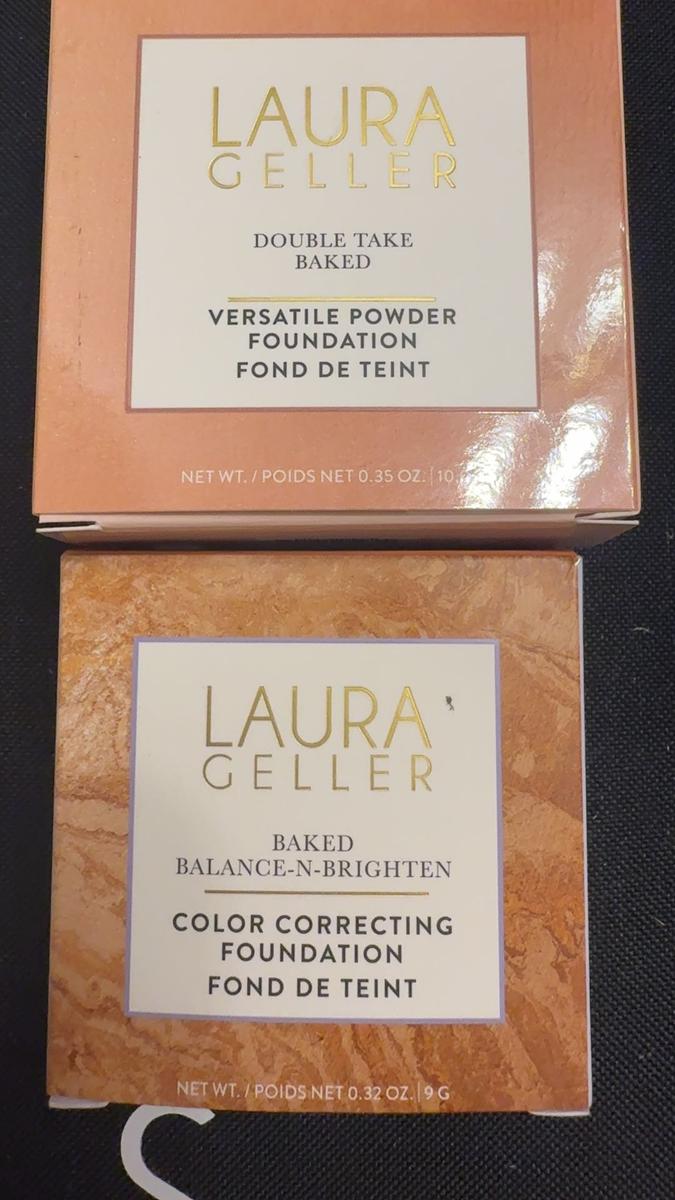 LAURA
GELLER
DOUBLE TAKE
BAKED
VERSATILE POWDER
FOUNDATION
FOND DE TEINT
NET WT. / POIDS NET 0.35 OZ. | 10
LAURA
GELLER
BAKED
BALANCE-N-BRIGHTEN
COLOR CORRECTING
FOUNDATION
FOND DE TEINT
NET WT. / POIDS NET 0.32 OZ. | 9 G